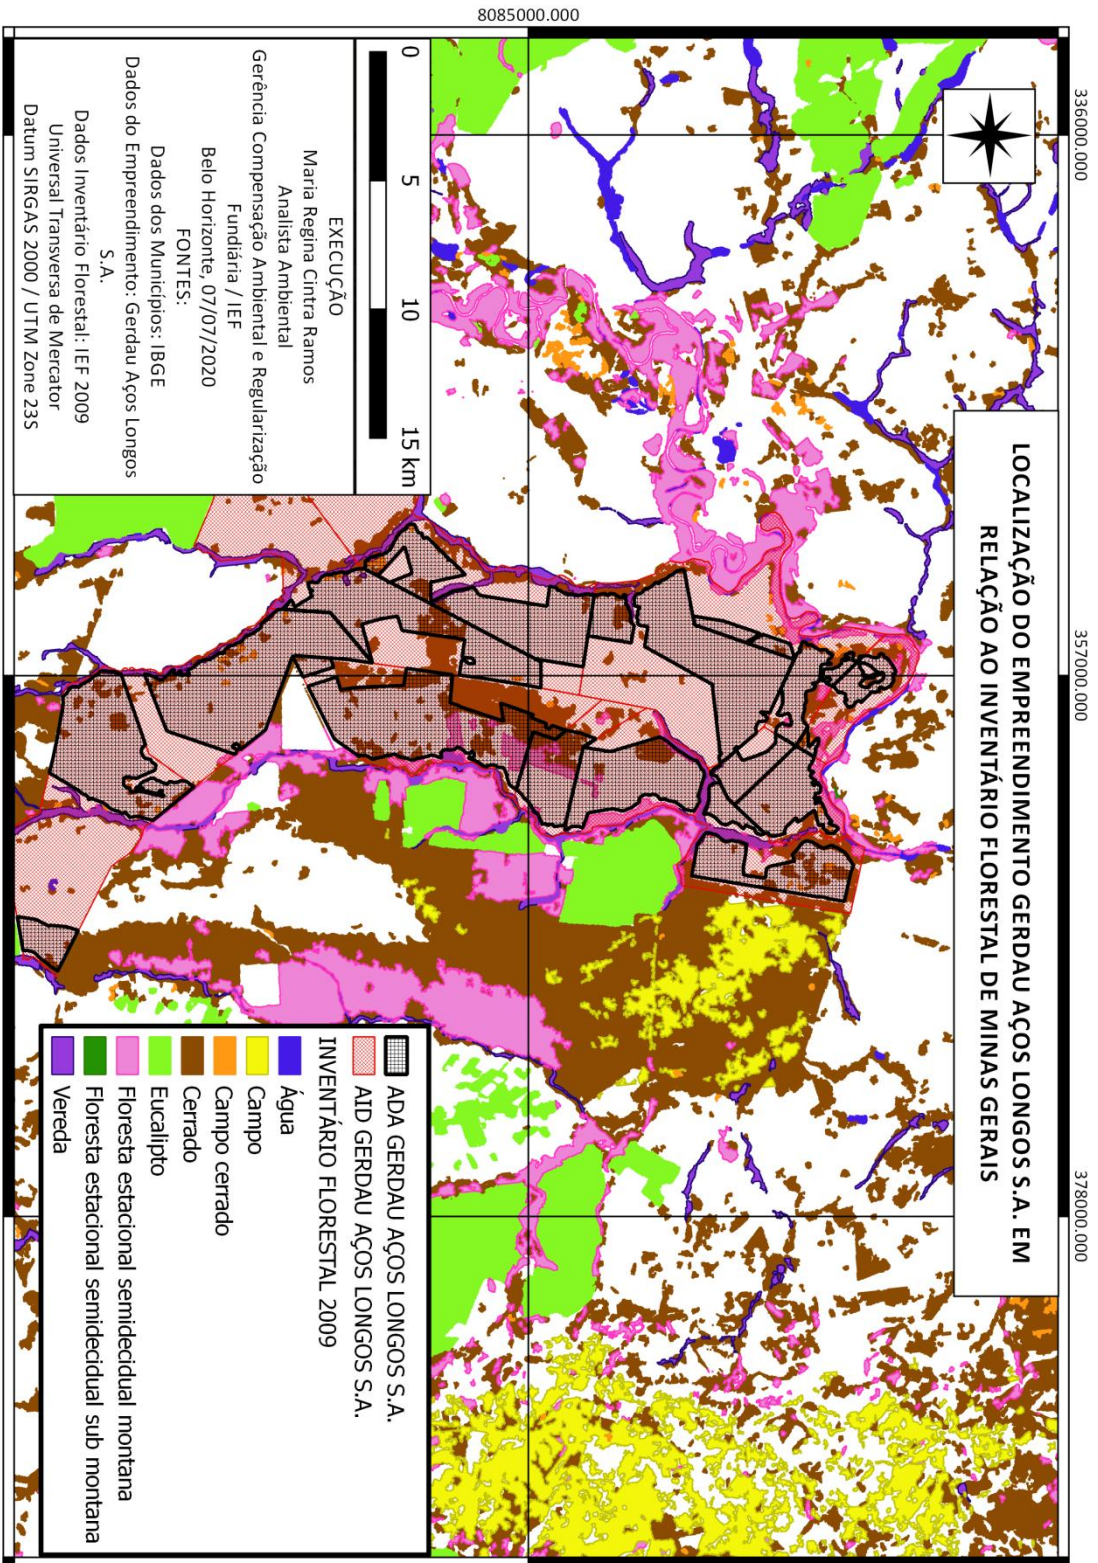 LOCALIZAÇÃO DO EMPREENDIMENTO GERDAU AÇOS LONGOS S.A. EM
RELAÇÃO AO INVENTÁRIO FLORESTAL DE MINAS GERAIS
336000.000
357000.000
378000.000
8085000.000
0 5 10 15 km
EXECUÇÃO
Maria Regina Cintra Ramos
Analista Ambiental
Gerência Compensação Ambiental e Regularização
Fundiária / IEF
Belo Horizonte, 07/07/2020
FONTES:
Dados dos Municípios: IBGE
Dados do Empreendimento: Gerdau Aços Longos
S.A.
Dados Inventário Florestal: IEF 2009
Universal Transversa de Mercator
Datum SIRGAS 2000 / UTM Zone 23S
ADA GERDAU AÇOS LONGOS S.A.
AID GERDAU AÇOS LONGOS S.A.
INVENTÁRIO FLORESTAL 2009
Água
Campo
Campo cerrado
Cerrado
Eucalipto
Floresta estacional semidecidual montana
Floresta estacional semidecidual sub montana
Vereda